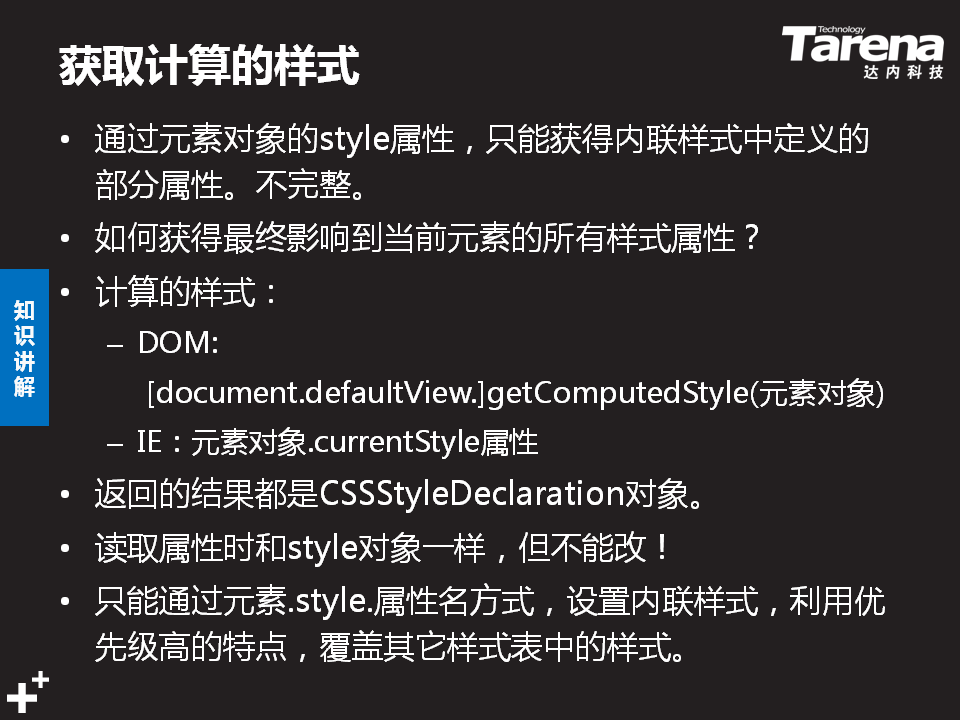 获取计算的样式
Technology
Tarena
达内科技
• 通过元素对象的style属性，只能获得内联样式中定义的
部分属性。不完整。
• 如何获得最终影响到当前元素的所有样式属性？
• 计算的样式：
– DOM:
[document.defaultView.]getComputedStyle(元素对象)
– IE：元素对象.currentStyle属性
• 返回的结果都是CSSStyleDeclaration对象。
• 读取属性时和style对象一样，但不能改！
• 只能通过元素.style.属性名方式，设置内联样式，利用优
先级高的特点，覆盖其它样式表中的样式。
知识讲解